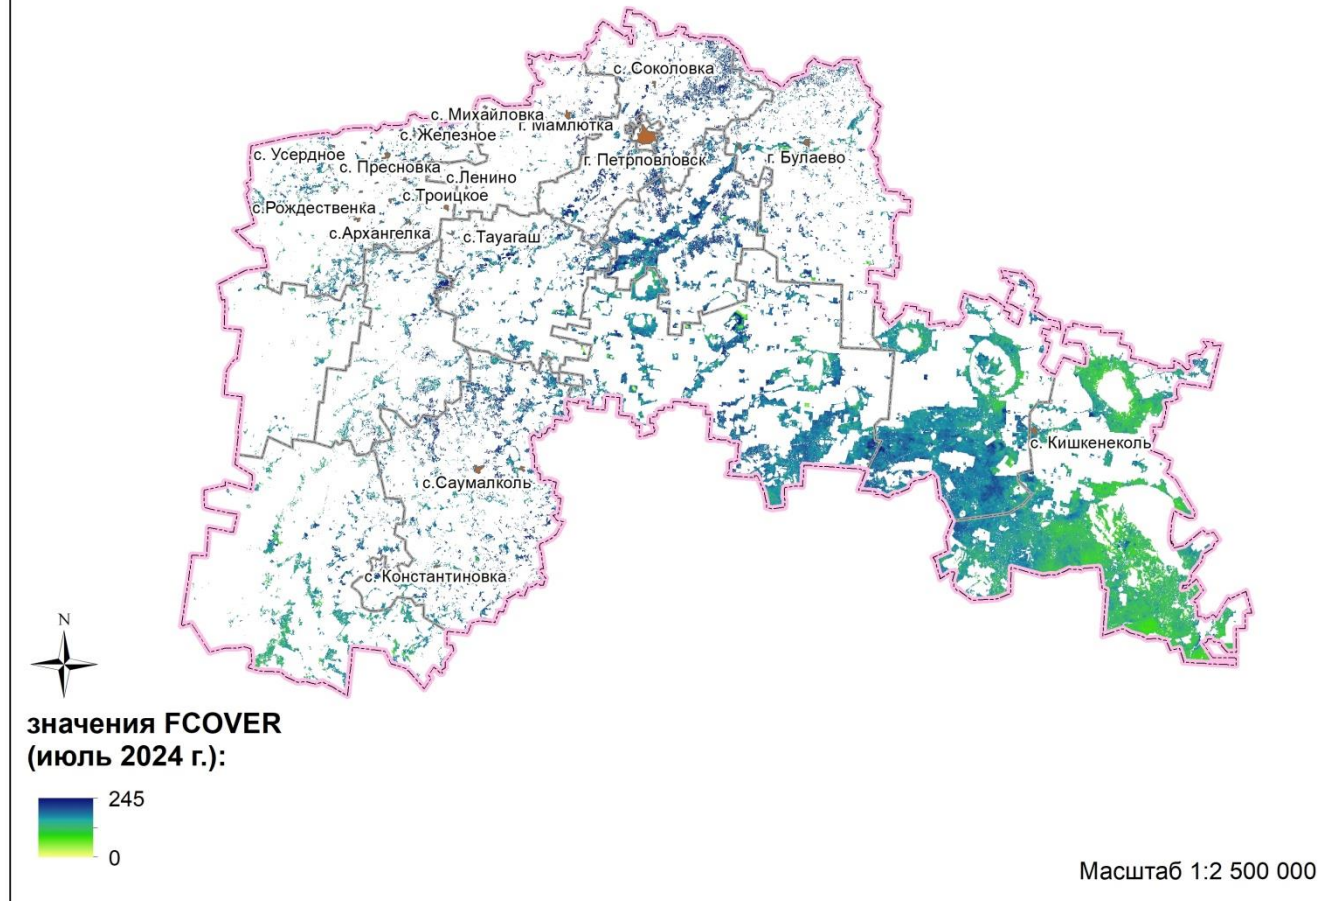 с. Соколовка
с. Михайловка
г. Мамлютка
с. Железное
с. Усердное
с. Пресновка
г. Петрповловск
г. Булаево
с.Ленино
с.Троицкое
с.Рождественка
с.Архангелка
с.Тауагаш
с. Кишкенеколь
с.Саумалколь
с. Константиновка
N
значения FCOVER
(июль 2024 г.):
245
0
Масштаб 1:2 500 000